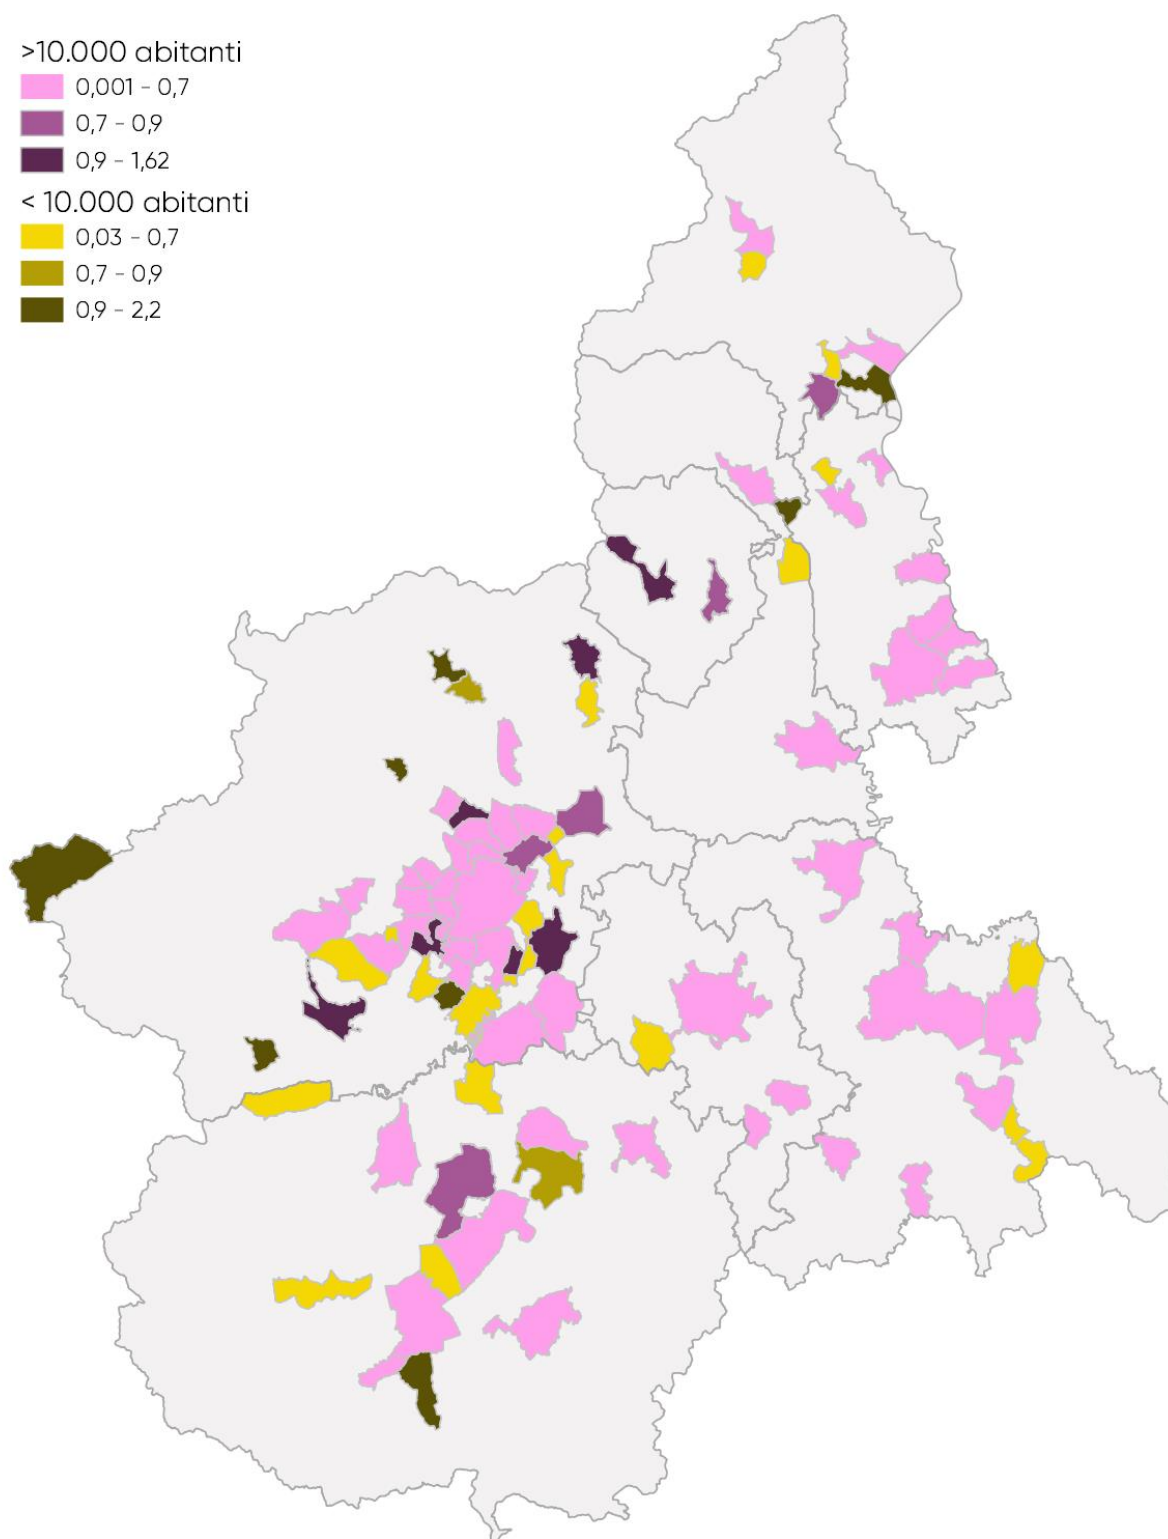 >10.000 abitanti
0,001 - 0,7
0,7 - 0,9
0,9 - 1,62
< 10.000 abitanti
0,03 - 0,7
0,7 - 0,9
0,9 - 2,2